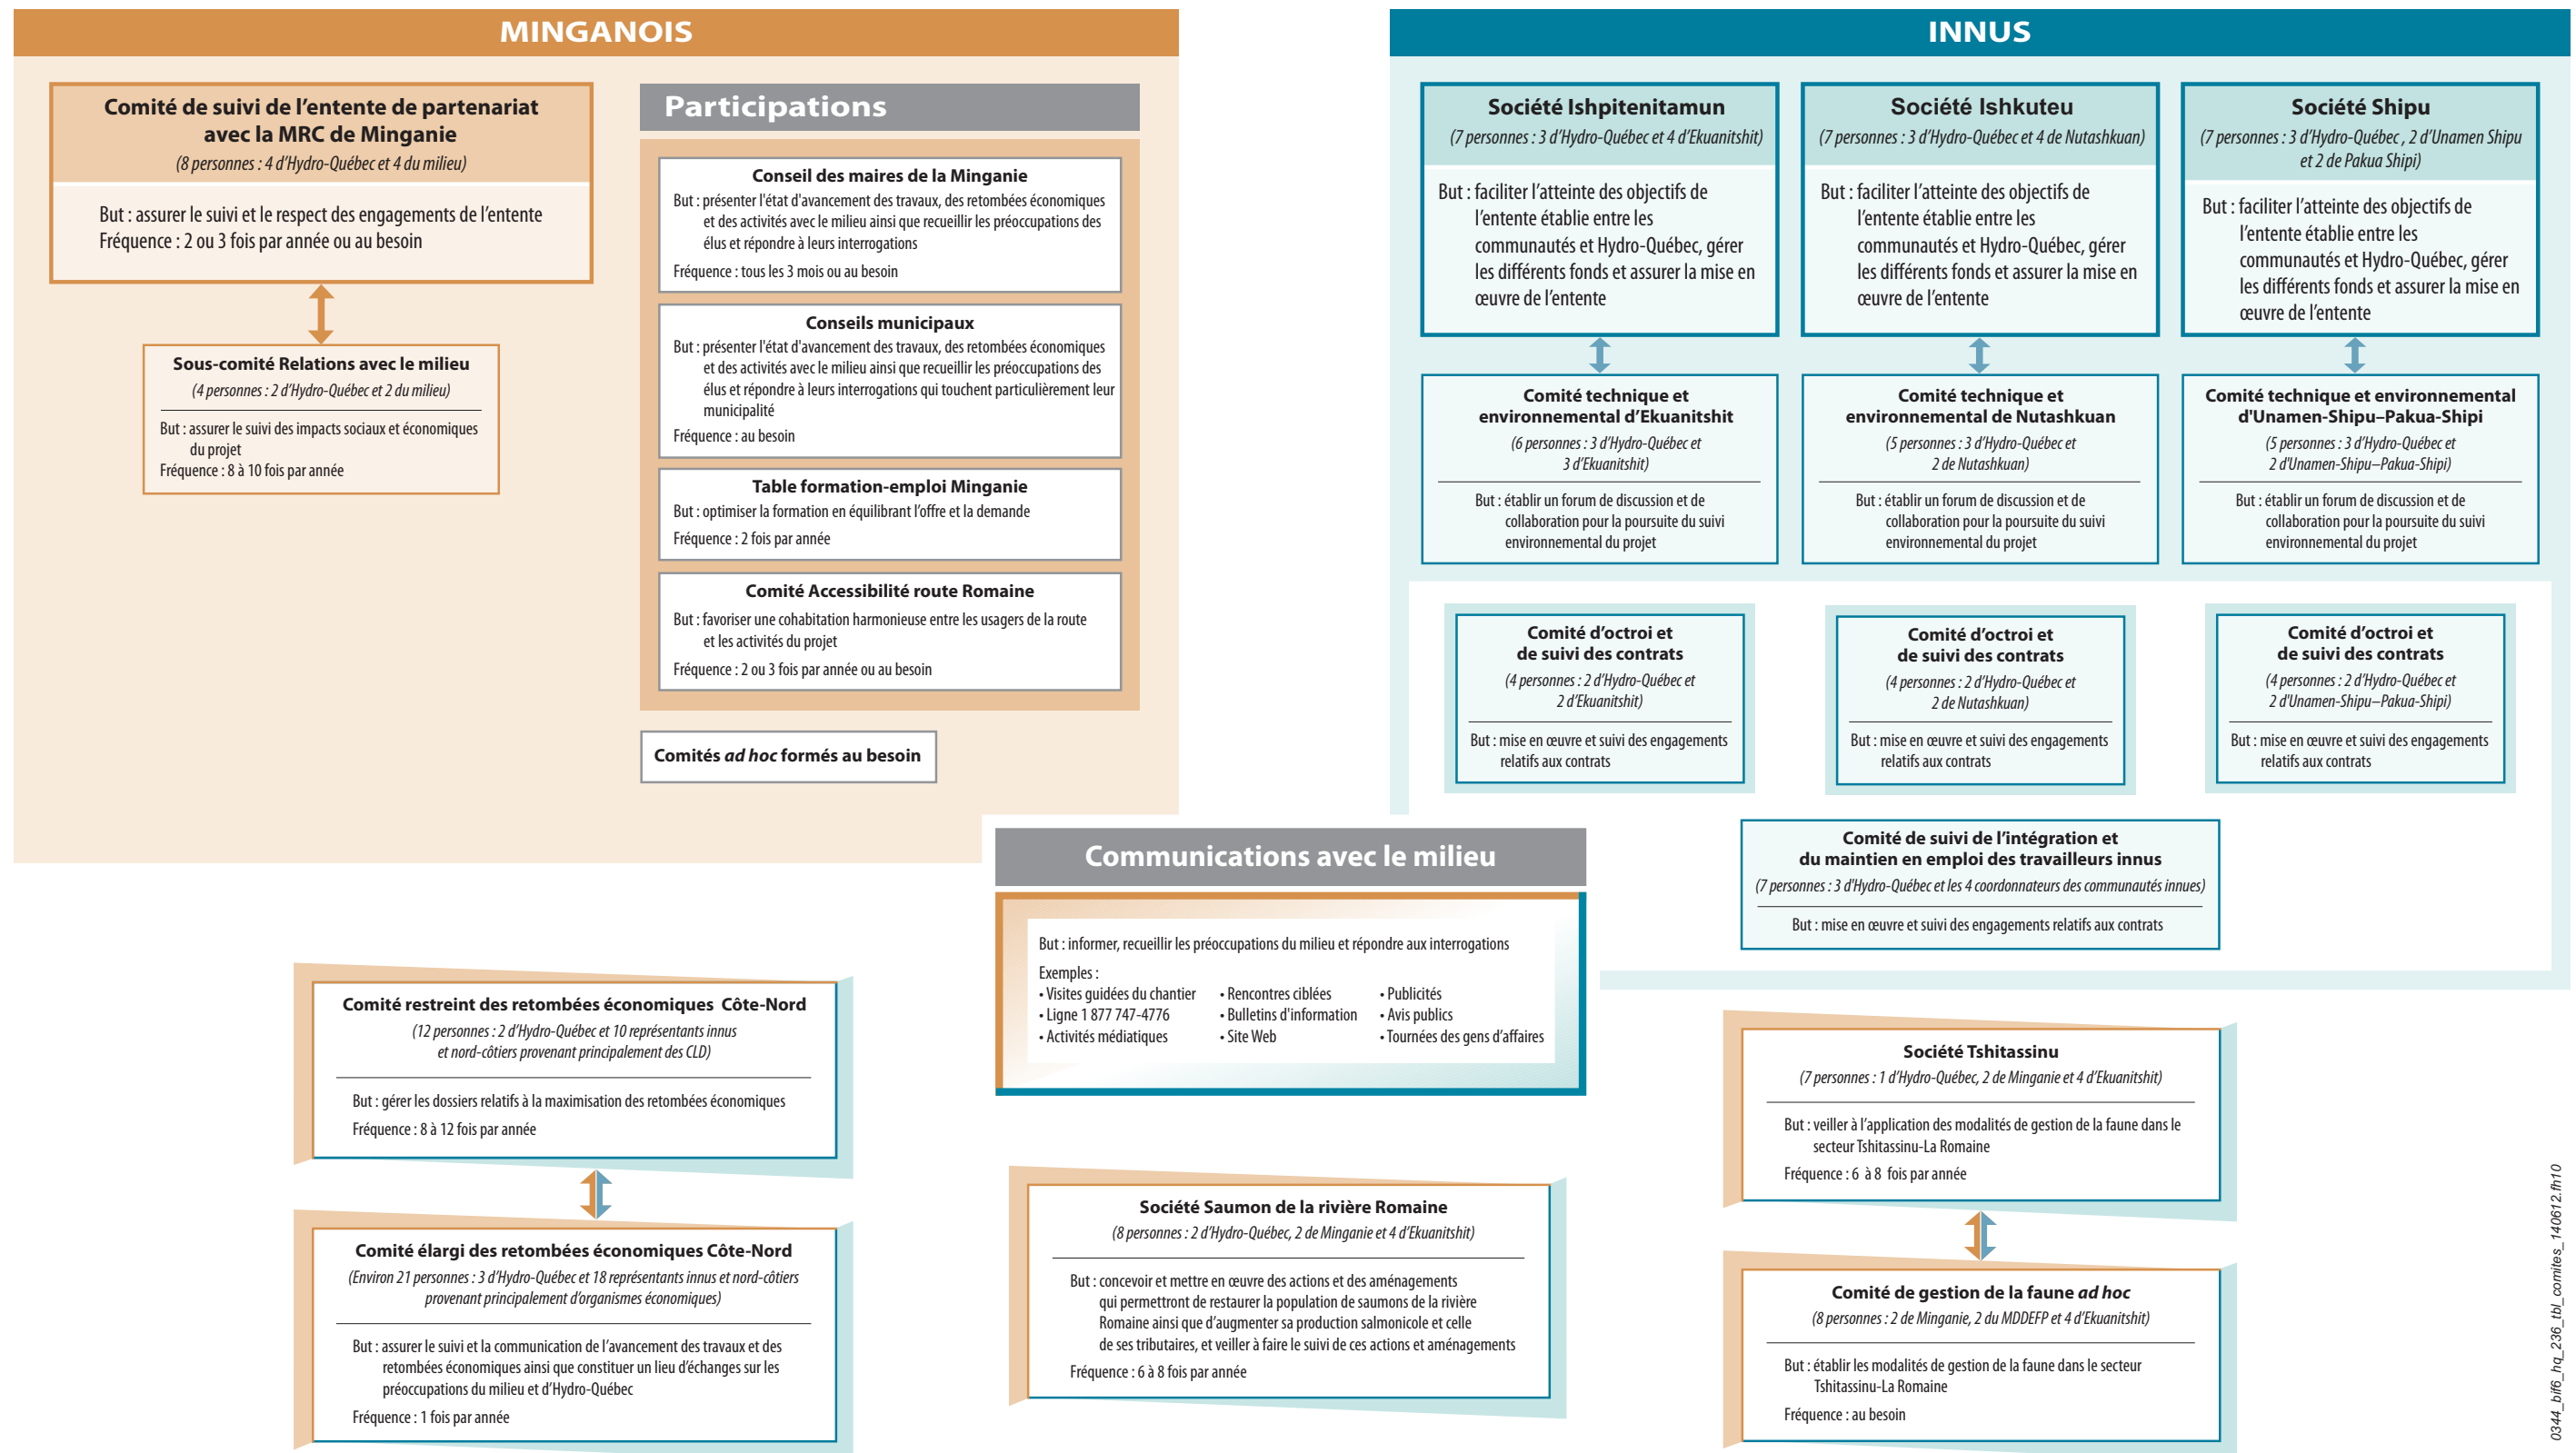 MINGANOIS
Comité de suivi de l'entente de partenariat
avec la MRC de Minganie
(8 personnes : 4 d'Hydro-Québec et 4 du milieu)
But : assurer le suivi et le respect des engagements de l'entente
Fréquence : 2 ou 3 fois par année ou au besoin
Sous-comité Relations avec le milieu
(4 personnes : 2 d'Hydro-Québec et 2 du milieu)
But : assurer le suivi des impacts sociaux et économiques
du projet
Fréquence : 8 à 10 fois par année
Participations
Conseil des maires de la Minganie
But : présenter l'état d'avancement des travaux, des retombées économiques
et des activités avec le milieu ainsi que recueillir les préoccupations des
élus et répondre à leurs interrogations
Fréquence : tous les 3 mois ou au besoin
Conseils municipaux
But : présenter l'état d'avancement des travaux, des retombées économiques
et des activités avec le milieu ainsi que recueillir les préoccupations des
élus et répondre à leurs interrogations qui touchent particulièrement leur
municipalité
Fréquence : au besoin
Table formation-emploi Minganie
But : optimiser la formation en équilibrant l'offre et la demande
Fréquence : 2 fois par année
Comité Accessibilité route Romaine
But : favoriser une cohabitation harmonieuse entre les usagers de la route
et les activités du projet
Fréquence : 2 ou 3 fois par année ou au besoin
Comités ad hoc formés au besoin
INNUS
Société Ishpitenitamun
(7 personnes : 3 d'Hydro-Québec et 4 d'Ekuanitshit)
But : faciliter l'atteinte des objectifs de
l'entente établie entre les
communautés et Hydro-Québec, gérer
les différents fonds et assurer la mise en
œuvre de l'entente
Société Ishkuteu
(7 personnes : 3 d'Hydro-Québec et 4 de Nutashkuan)
But : faciliter l'atteinte des objectifs de
l'entente établie entre les
communautés et Hydro-Québec, gérer
les différents fonds et assurer la mise en
œuvre de l'entente
Société Shipu
(7 personnes : 3 d'Hydro-Québec , 2 d'Unamen Shipu
et 2 de Pakua Shipi)
But : faciliter l'atteinte des objectifs de
l'entente établie entre les
communautés et Hydro-Québec, gérer
les différents fonds et assurer la mise en
œuvre de l'entente
Comité technique et
environnemental d'Ekuanitshit
(6 personnes : 3 d'Hydro-Québec et
3 d'Ekuanitshit)
But : établir un forum de discussion et de
collaboration pour la poursuite du suivi
environnemental du projet
Comité technique et
environnemental de Nutashkuan
(5 personnes : 3 d'Hydro-Québec et
2 de Nutashkuan)
But : établir un forum de discussion et de
collaboration pour la poursuite du suivi
environnemental du projet
Comité technique et environnemental
d'Unamen-Shipu–Pakua-Shipi
(5 personnes : 3 d'Hydro-Québec et
2 d'Unamen-Shipu–Pakua-Shipi)
But : établir un forum de discussion et de
collaboration pour la poursuite du suivi
environnemental du projet
Comité d'octroi et
de suivi des contrats
(4 personnes : 2 d'Hydro-Québec et
2 d'Ekuanitshit)
But : mise en œuvre et suivi des engagements
relatifs aux contrats
Comité d'octroi et
de suivi des contrats
(4 personnes : 2 d'Hydro-Québec et
2 de Nutashkuan)
But : mise en œuvre et suivi des engagements
relatifs aux contrats
Comité d'octroi et
de suivi des contrats
(4 personnes : 2 d'Hydro-Québec et
2 d'Unamen-Shipu–Pakua-Shipi)
But : mise en œuvre et suivi des engagements
relatifs aux contrats
Comité de suivi de l'intégration et
du maintien en emploi des travailleurs innus
(7 personnes : 3 d'Hydro-Québec et les 4 coordonnateurs des communautés innues)
But : mise en œuvre et suivi des engagements relatifs aux contrats
Communications avec le milieu
But : informer, recueillir les préoccupations du milieu et répondre aux interrogations
Exemples :
• Visites guidées du chantier • Rencontres ciblées • Publicités
• Ligne 1 877 747-4776 • Bulletins d'information • Avis publics
• Activités médiatiques • Site Web • Tournées des gens d'affaires
Comité restreint des retombées économiques Côte-Nord
(12 personnes : 2 d'Hydro-Québec et 10 représentants innus
et nord-côtiers provenant principalement des CLD)
But : gérer les dossiers relatifs à la maximisation des retombées économiques
Fréquence : 8 à 12 fois par année
Comité élargi des retombées économiques Côte-Nord
(Environ 21 personnes : 3 d'Hydro-Québec et 18 représentants innus et nord-côtiers
provenant principalement d'organismes économiques)
But : assurer le suivi et la communication de l'avancement des travaux et des
retombées économiques ainsi que constituer un lieu d'échanges sur les
préoccupations du milieu et d'Hydro-Québec
Fréquence : 1 fois par année
Société Saumon de la rivière Romaine
(8 personnes : 2 d'Hydro-Québec, 2 de Minganie et 4 d'Ekuanitshit)
But : concevoir et mettre en œuvre des actions et des aménagements
qui permettront de restaurer la population de saumons de la rivière
Romaine ainsi que d'augmenter sa production salmonicole et celle
de ses tributaires, et veiller à faire le suivi de ces actions et aménagements
Fréquence : 6 à 8 fois par année
Société Tshitassinu
(7 personnes : 1 d'Hydro-Québec, 2 de Minganie et 4 d'Ekuanitshit)
But : veiller à l'application des modalités de gestion de la faune dans le
secteur Tshitassinu-La Romaine
Fréquence : 6 à 8 fois par année
Comité de gestion de la faune ad hoc
(8 personnes : 2 de Minganie, 2 du MDDEFP et 4 d'Ekuanitshit)
But : établir les modalités de gestion de la faune dans le secteur
Tshitassinu-La Romaine
Fréquence : au besoin
0344_bif6_hq_236_tbl_comites_140612.fh10